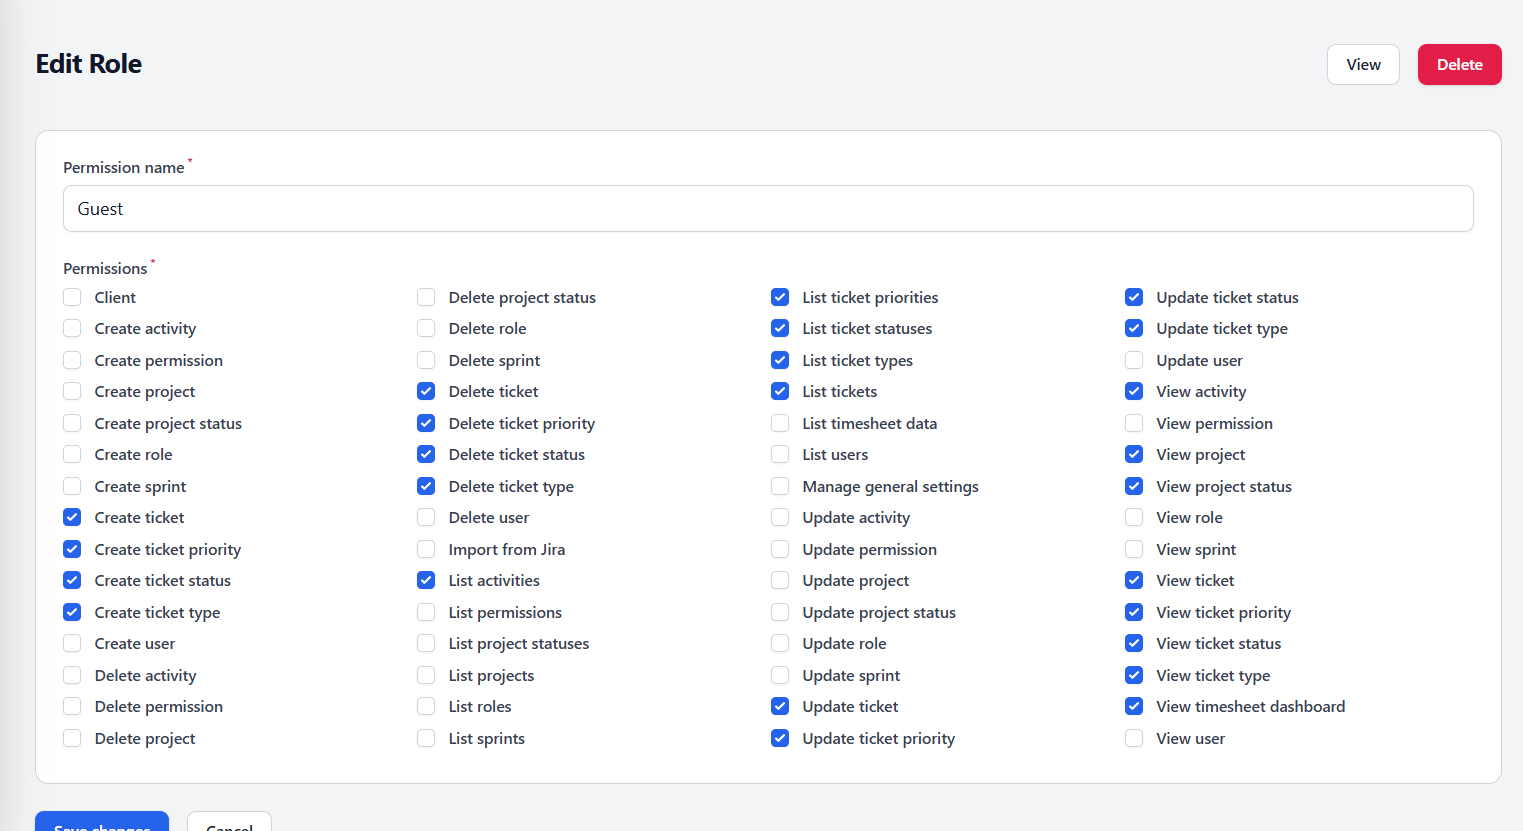 Edit Role
View
Delete
Permission name*
Guest
Permissions*
Client
Create activity
Create permission
Create project
Create project status
Create role
Create sprint
Create ticket
Create ticket priority
Create ticket status
Create ticket type
Create user
Delete activity
Delete permission
Delete project
Delete project status
Delete role
Delete sprint
Delete ticket
Delete ticket priority
Delete ticket status
Delete ticket type
Delete user
Import from Jira
List activities
List permissions
List project statuses
List projects
List roles
List sprints
List ticket priorities
List ticket statuses
List ticket types
List tickets
List timesheet data
List users
Manage general settings
Update activity
Update permission
Update project
Update project status
Update role
Update sprint
Update ticket
Update ticket priority
Update ticket status
Update ticket type
Update user
View activity
View permission
View project
View project status
View role
View sprint
View ticket
View ticket priority
View ticket status
View ticket type
View timesheet dashboard
View user
Save changes
Cancel